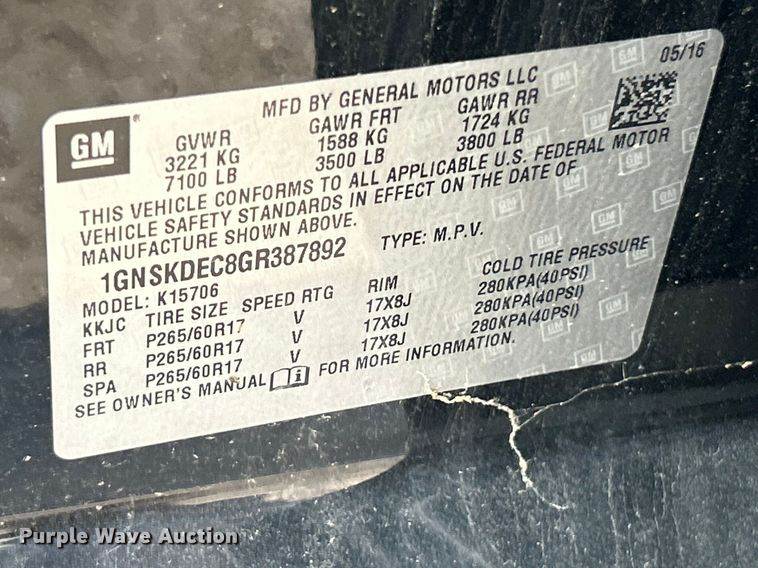 05/16
MFD BY GENERAL MOTORS LLC
GM
GVWR GAWR FRT GAWR RR
3221 KG 1588 KG 1724 KG
7100 LB 3500 LB 3800 LB
THIS VEHICLE CONFORMS TO ALL APPLICABLE U.S. FEDERAL MOTOR
VEHICLE SAFETY STANDARDS IN EFFECT ON THE DATE OF
MANUFACTURE SHOWN ABOVE.
1GNSKDEC8GR387892 TYPE: M.P.V.
MODEL: K15706
KKJC TIRE SIZE SPEED RTG RIM COLD TIRE PRESSURE
FRT P265/60R17 V 17X8J 280KPA(40PSI)
RR P265/60R17 V 17X8J 280KPA(40PSI)
SPA P265/60R17 V 17X8J 280KPA(40PSI)
SEE OWNER'S MANUAL i FOR MORE INFORMATION.
Purple Wave Auction